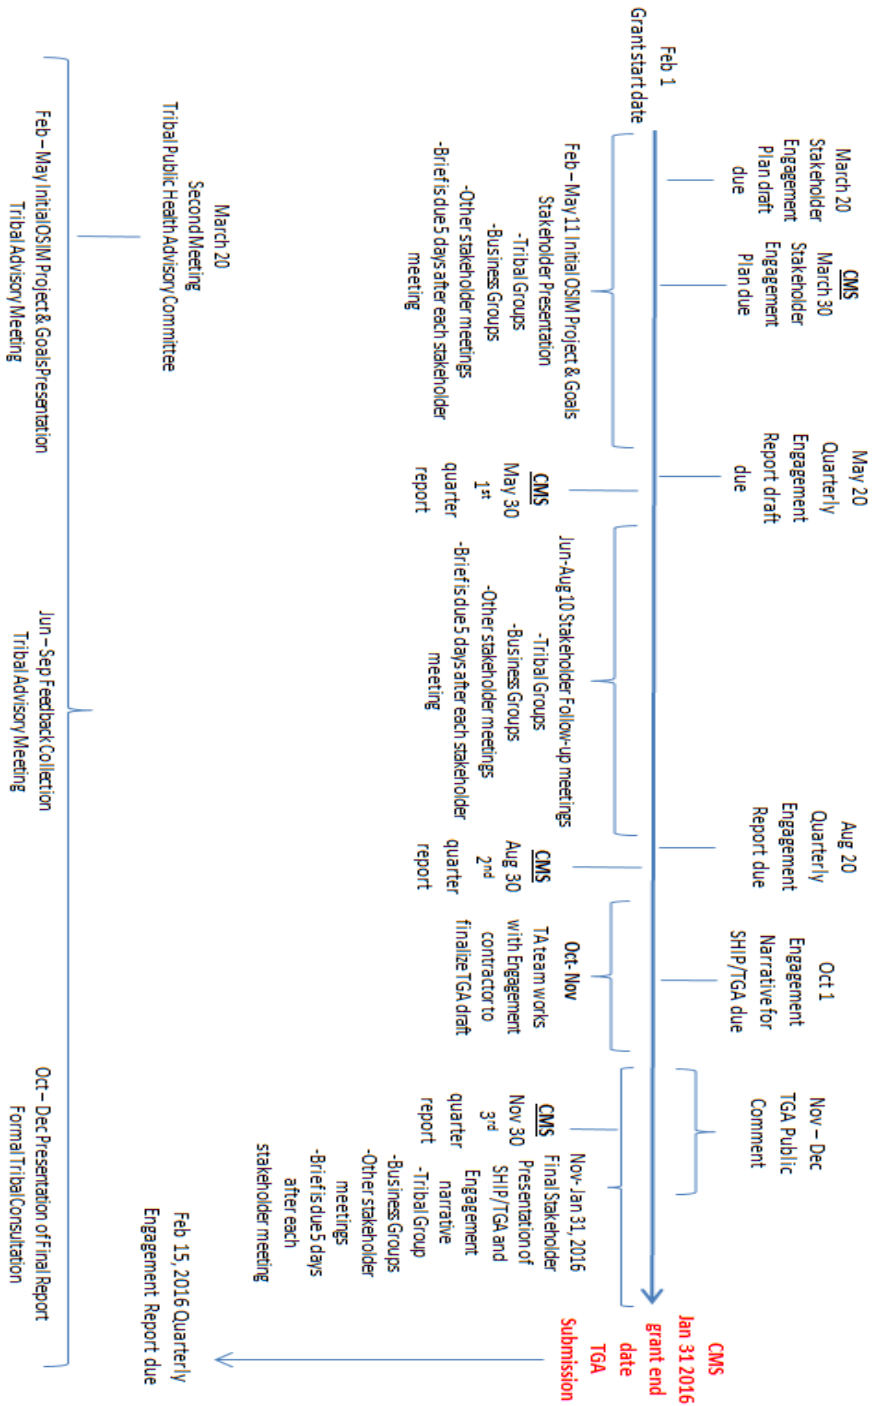 Feb 1
Grant start date
March 20
Stakeholder
Engagement
Plan draft
due
CMS
March 30
Stakeholder
Engagement
Plan due
May 20
Quarterly
Engagement
Report draft
due
Aug 20
Quarterly
Engagement
Report due
Oct 1
Engagement
Narrative for
SHIP/TGA due
Nov – Dec
TGA Public
Comment
CMS
Jan 31 2016
grant end
date
TGA
Submission
Feb – May 11 Initial OSIM Project & Goals
Stakeholder Presentation
-Tribal Groups
-Business Groups
-Other stakeholder meetings
-Brief is due 5 days after each stakeholder
meeting
CMS
May 30
1st
quarter
report
Jun-Aug 10 Stakeholder Follow-up meetings
-Tribal Groups
-Business Groups
-Other stakeholder meetings
-Brief is due 5 days after each stakeholder
meeting
CMS
Aug 30
2nd
quarter
report
Oct- Nov
TA team works
with Engagement
contractor to
finalize TGA draft
CMS
Nov 30
3rd
quarter
report
Nov- Jan 31, 2016
Final Stakeholder
Presentation of
SHIP/TGA and
Engagement
narrative
-Tribal Group
-Business Groups
-Other stakeholder
meetings
-Brief is due 5 days
after each
stakeholder meeting
March 20
Second Meeting
Tribal Public Health Advisory Committee
Feb 15, 2016 Quarterly
Engagement Report due
Feb – May Initial OSIM Project & Goals Presentation
Tribal Advisory Meeting
Jun – Sep Feedback Collection
Tribal Advisory Meeting
Oct – Dec Presentation of Final Report
Formal Tribal Consultation